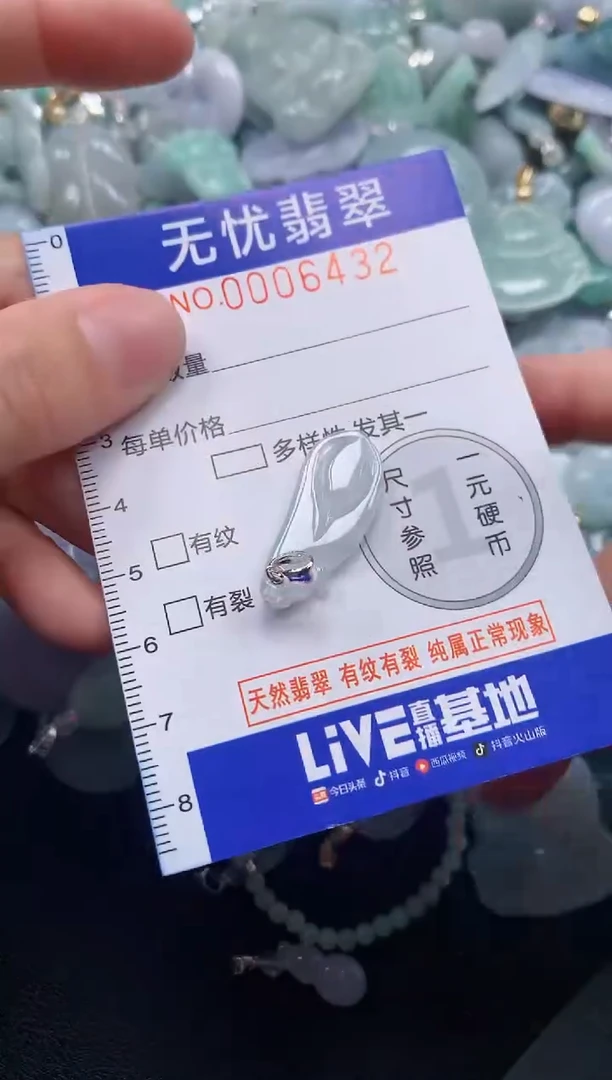 无忧翡翠
NO.0006432
量
每单价格
多样性 发其一
一元硬币
尺寸参照
1
有纹
有裂
天然翡翠 有纹有裂 纯属正常现象
LiVE直播基地
今日头条 抖音 西瓜视频 抖音火山版
0
3
4
5
6
7
8